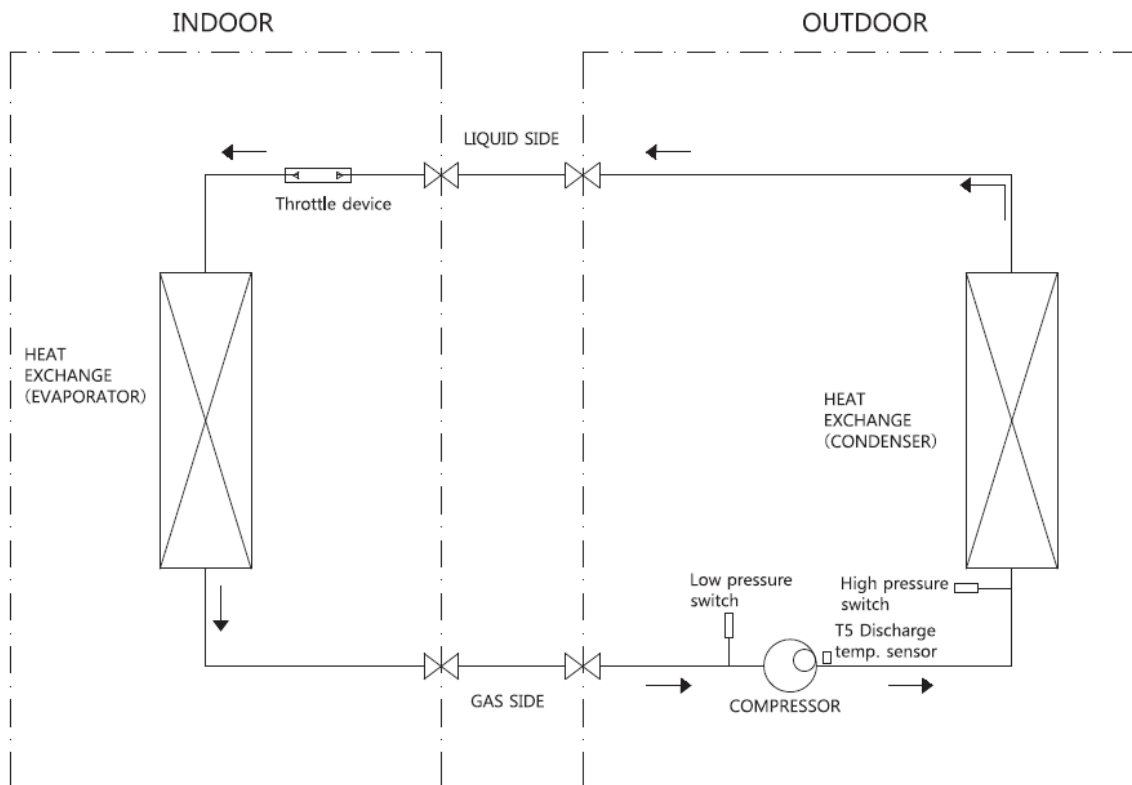 INDOOR
OUTDOOR
LIQUID SIDE
Throttle device
HEAT
EXCHANGE
(EVAPORATOR)
HEAT
EXCHANGE
(CONDENSER)
Low pressure
switch
High pressure
switch
T5 Discharge
temp. sensor
GAS SIDE
COMPRESSOR